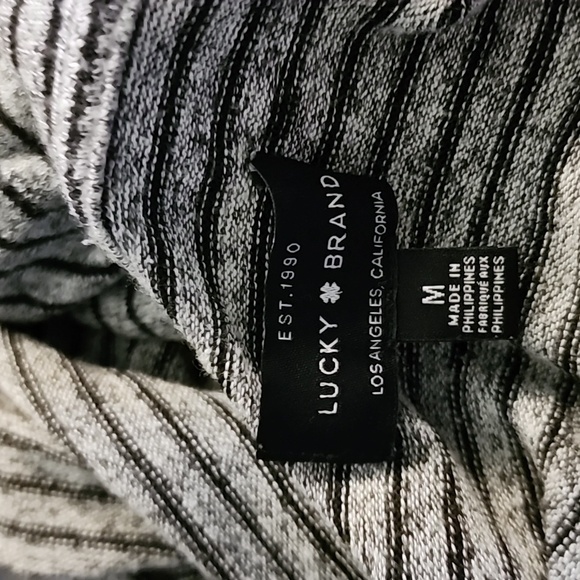 EST. 1990
LUCKY BRAND
LOS ANGELES, CALIFORNIA
M
MADE IN
PHILIPPINES
FABRIQUÉ AUX
PHILIPPINES